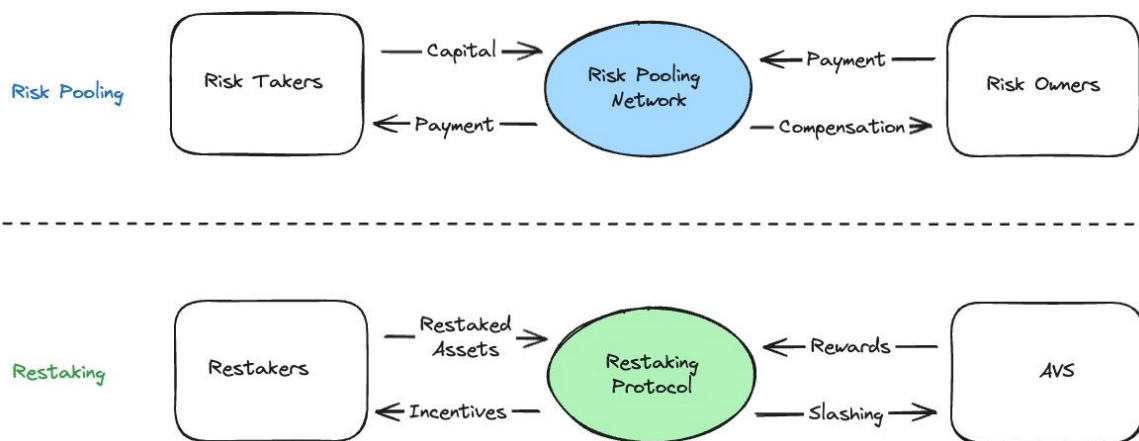 Risk Pooling
Risk Takers
Capital
Payment
Risk Pooling
Network
Payment
Compensation
Risk Owners
Restaking
Restakers
Restaked
Assets
Incentives
Restaking
Protocol
Rewards
Slashing
AVS